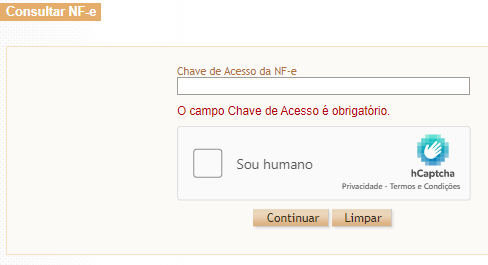 Consultar NF-e
Chave de Acesso da NF-e
O campo Chave de Acesso é obrigatório.
Sou humano
hCaptcha
Privacidade - Termos e Condições
Continuar Limpar